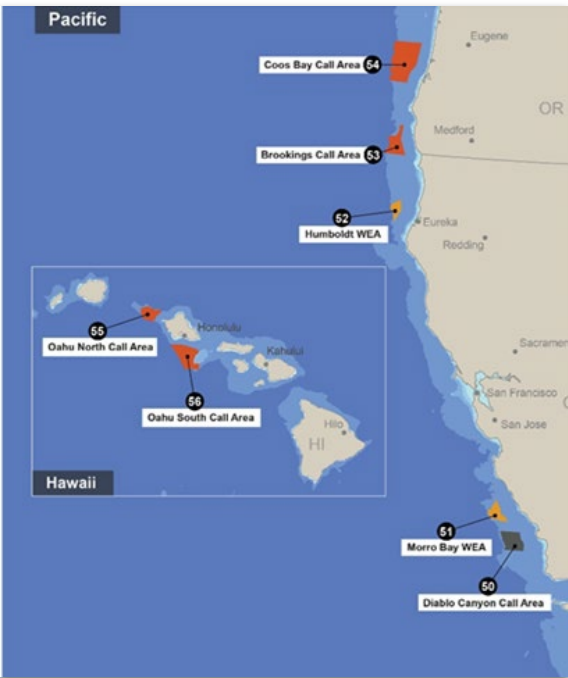 Pacific
Eugene
Coos Bay Call Area 54
OR
Medford
Brookings Call Area 53
52
Humboldt WEA
Eureka
Redding
55
Honolulu
Oahu North Call Area
Kahului
56
Oahu South Call Area
Hilo
HI
Hawaii
Sacramen
San Francisco
San Jose
51
Morro Bay WEA
50
Diablo Canyon Call Area